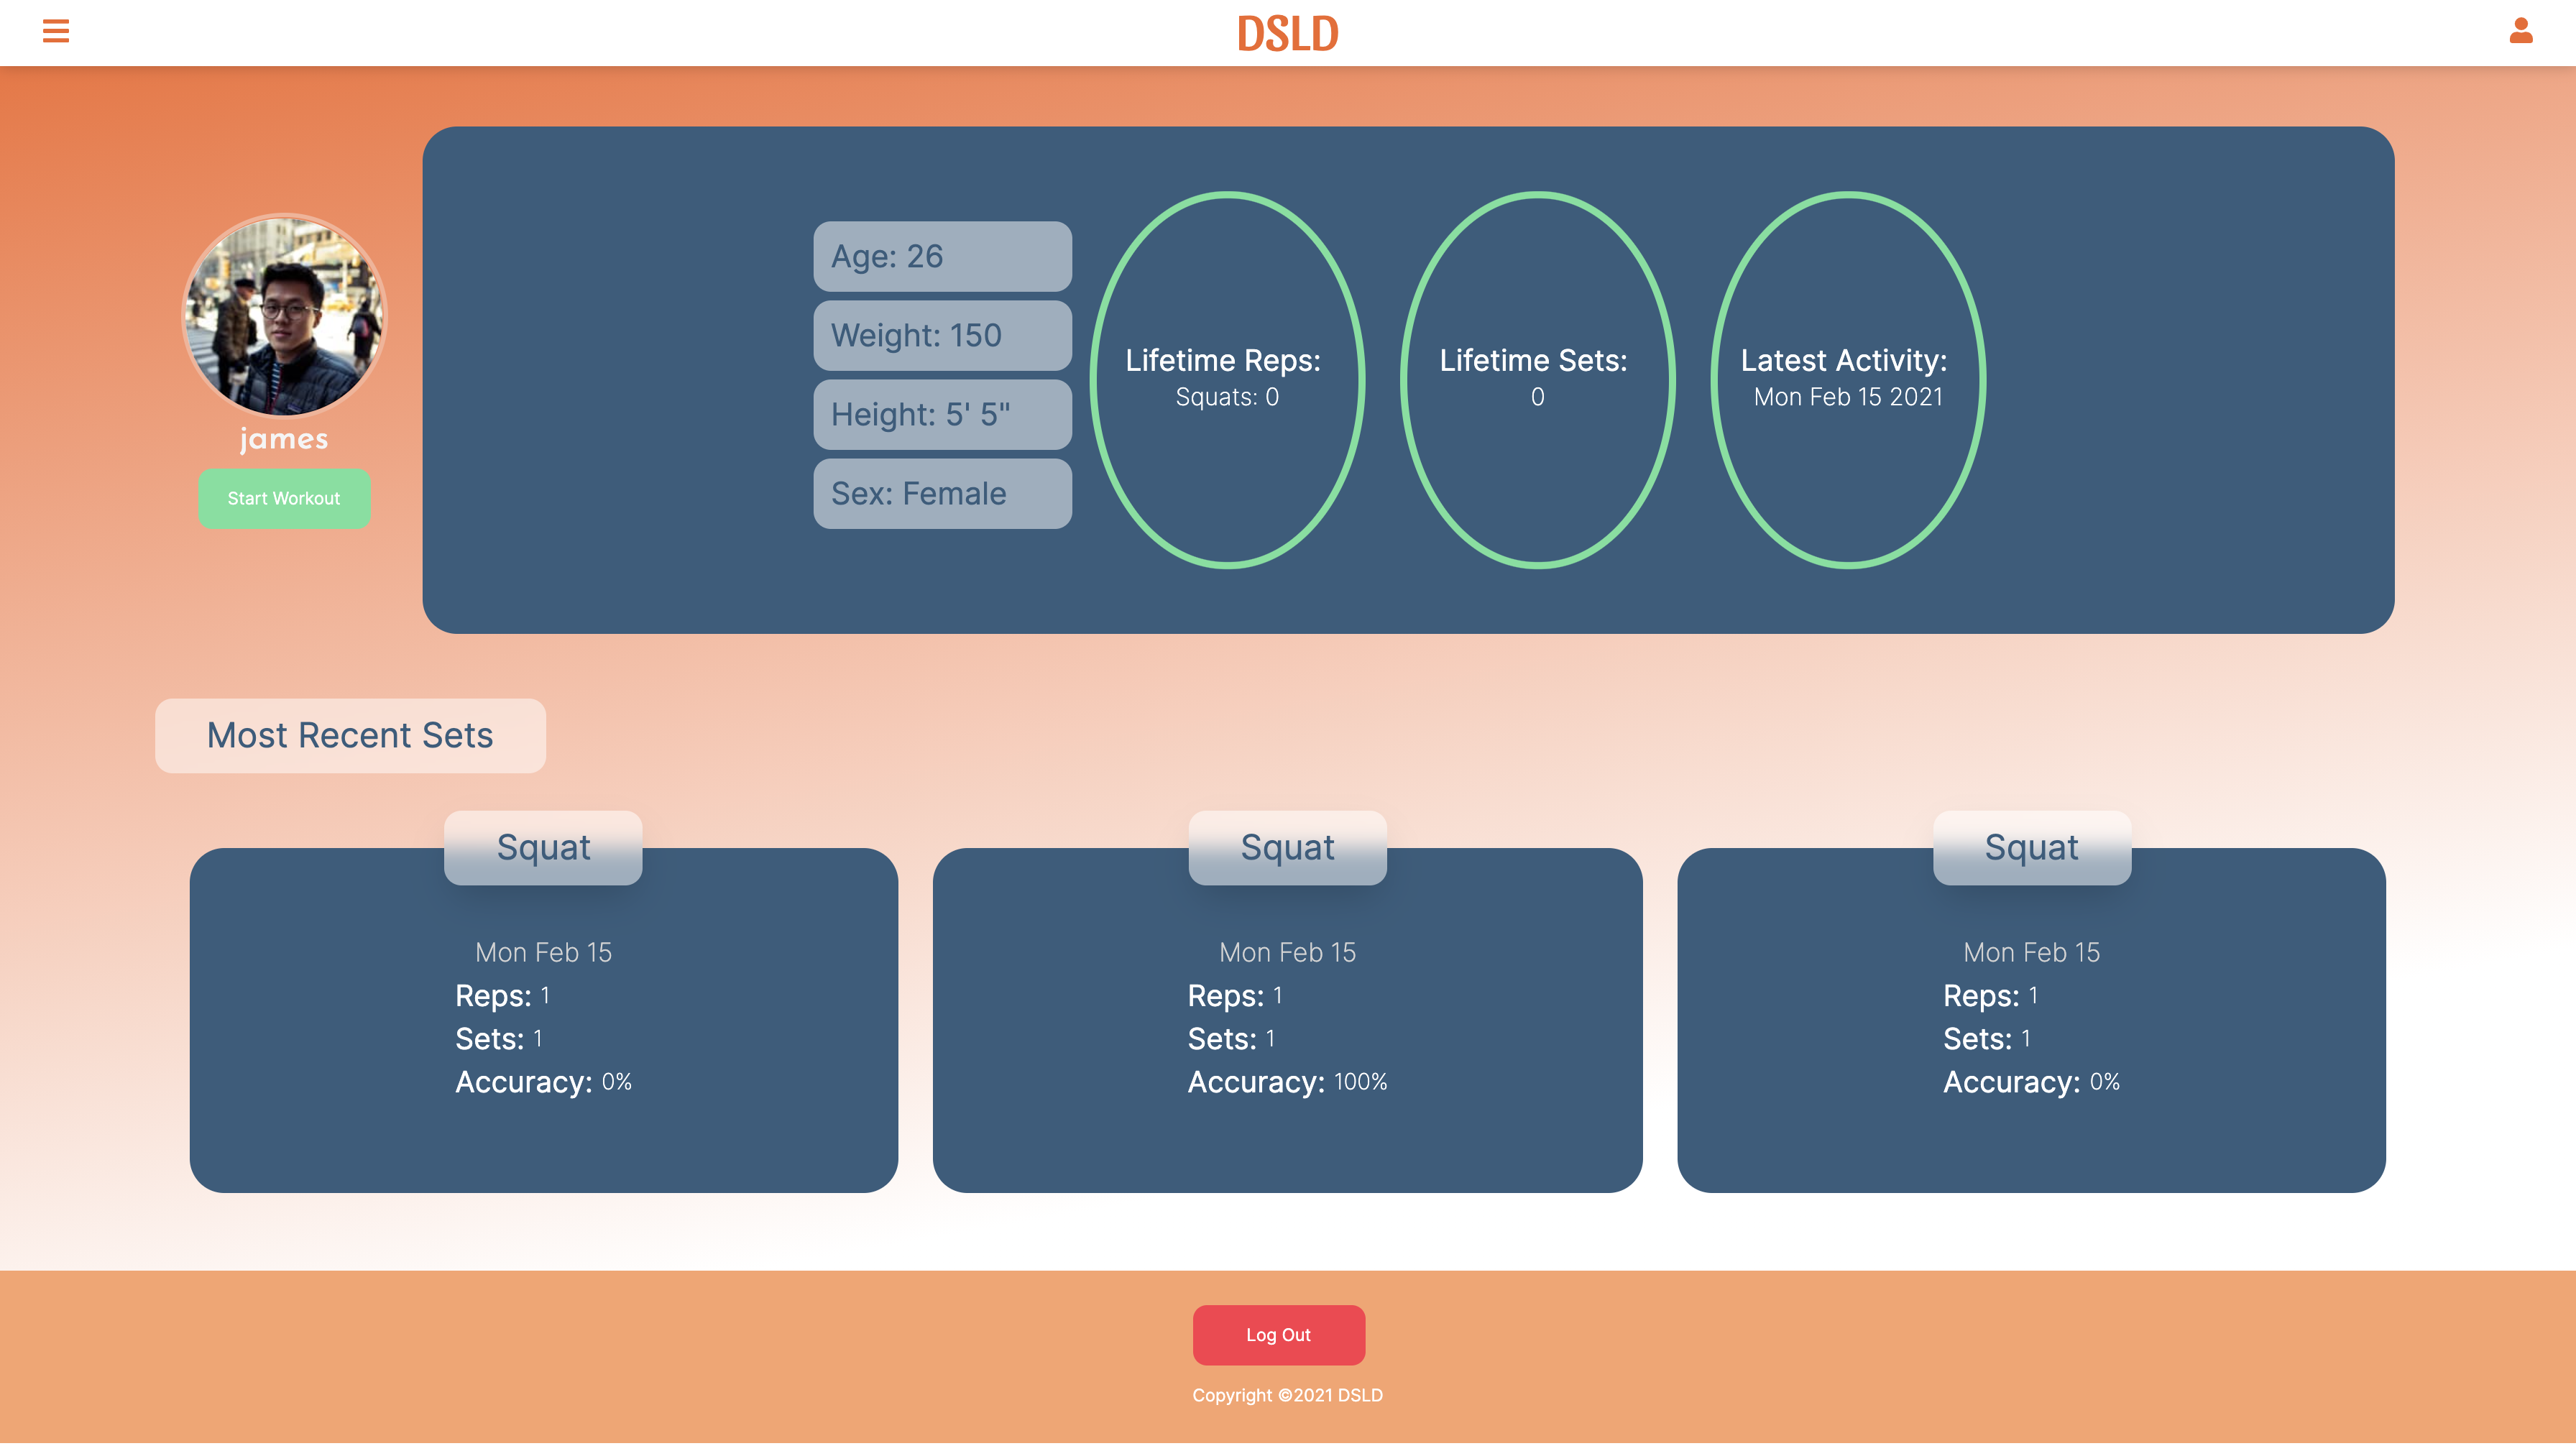 DSLD
Age: 26
Weight: 150
Height: 5' 5"
Sex: Female
Lifetime Reps:
Squats: 0
Lifetime Sets:
0
Latest Activity:
Mon Feb 15 2021
james
Start Workout
Most Recent Sets
Squat
Mon Feb 15
Reps: 1
Sets: 1
Accuracy: 0%
Squat
Mon Feb 15
Reps: 1
Sets: 1
Accuracy: 100%
Squat
Mon Feb 15
Reps: 1
Sets: 1
Accuracy: 0%
Log Out
Copyright ©2021 DSLD